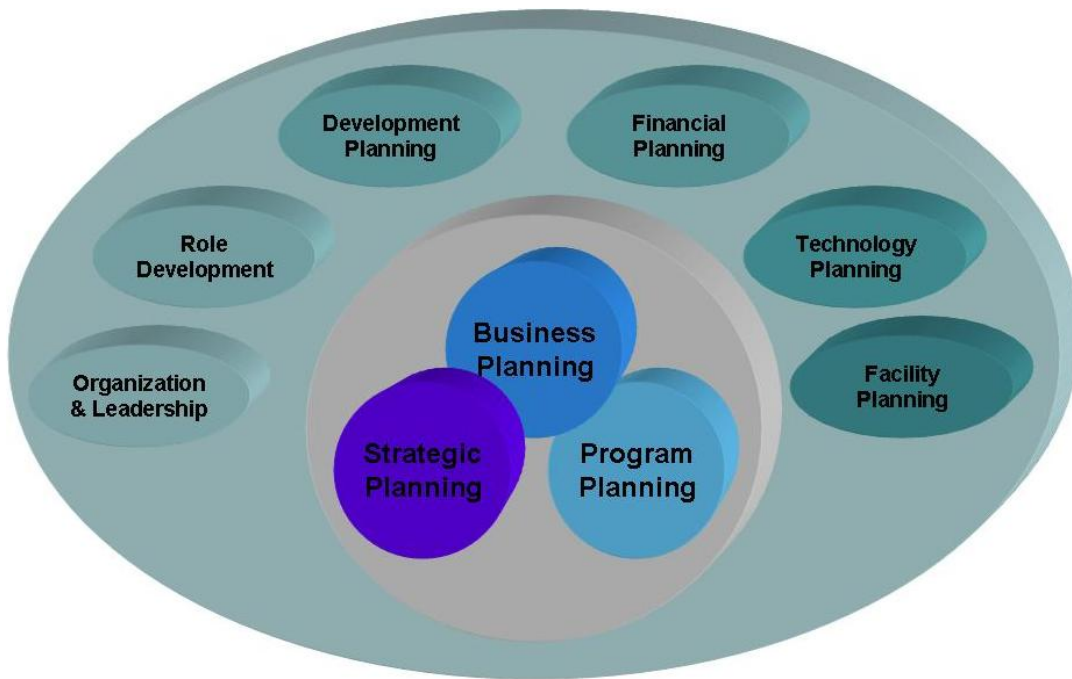 Development
Planning
Financial
Planning
Role
Development
Technology
Planning
Organization
& Leadership
Facility
Planning
Business
Planning
Strategic
Planning
Program
Planning